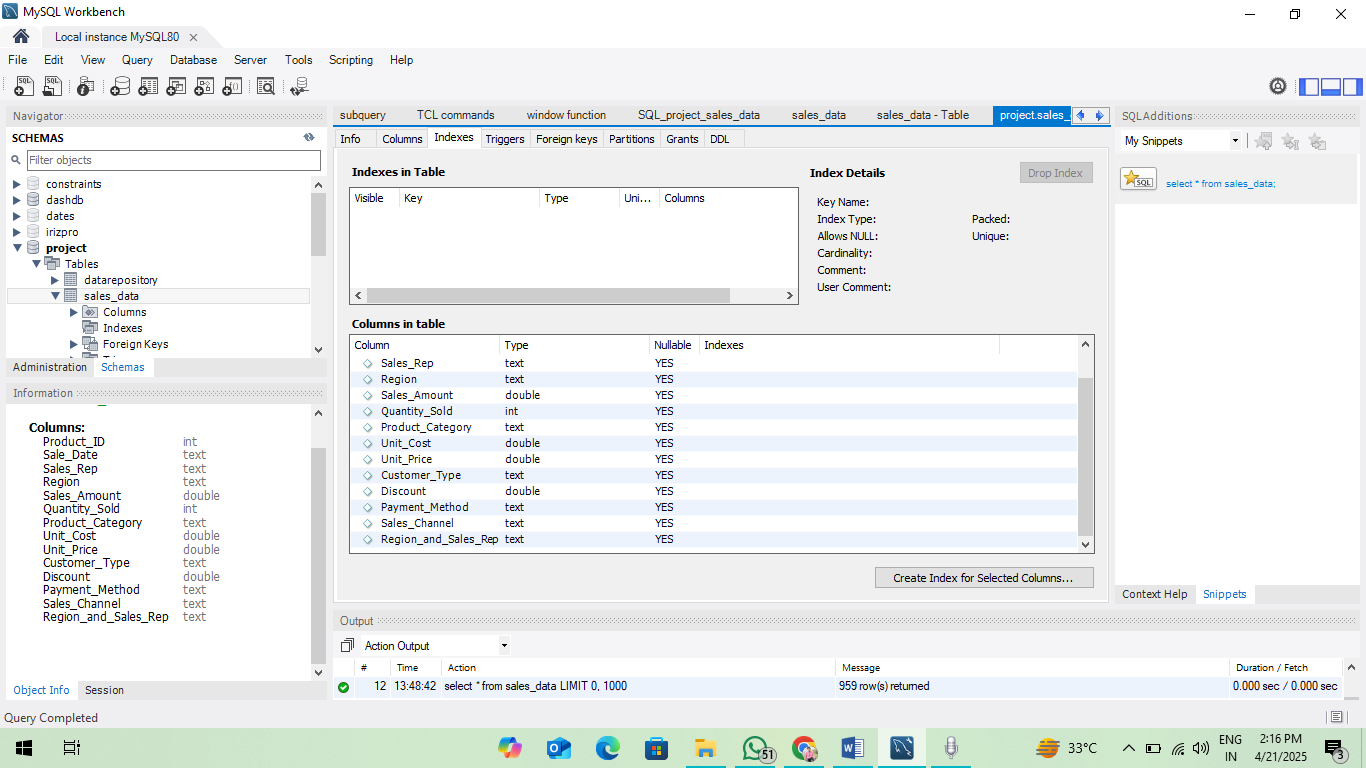 MySQL Workbench
Local instance MySQL80
File Edit View Query Database Server Tools Scripting Help
Navigator
SCHEMAS
Filter objects
constraints
dashdb
dates
irizpro
project
Tables
datarepository
sales_data
Columns
Indexes
Foreign Keys
Administration Schemas
Information
Columns:
Product_ID int
Sale_Date text
Sales_Rep text
Region text
Sales_Amount double
Quantity_Sold int
Product_Category text
Unit_Cost double
Unit_Price double
Customer_Type text
Discount double
Payment_Method text
Sales_Channel text
Region_and_Sales_Rep text
Object Info Session
Query Completed
subquery TCL commands window function SQL_project_sales_data sales_data sales_data - Table project.sales_
Info Columns Indexes Triggers Foreign keys Partitions Grants DDL
Indexes in Table
Visible Key Type Uni... Columns
Index Details Drop Index
Key Name:
Index Type: Packed:
Allows NULL: Unique:
Cardinality:
Comment:
User Comment:
Columns in table
Column Type Nullable Indexes
Sales_Rep text YES
Region text YES
Sales_Amount double YES
Quantity_Sold int YES
Product_Category text YES
Unit_Cost double YES
Unit_Price double YES
Customer_Type text YES
Discount double YES
Payment_Method text YES
Sales_Channel text YES
Region_and_Sales_Rep text YES
Create Index for Selected Columns...
Output
Action Output
# Time Action Message Duration / Fetch
12 13:48:42 select * from sales_data LIMIT 0, 1000 959 row(s) returned 0.000 sec / 0.000 sec
SQLAdditions
My Snippets
SQL select * from sales_data;
Context Help Snippets
51
33°C
ENG
IN
2:16 PM
4/21/2025
3